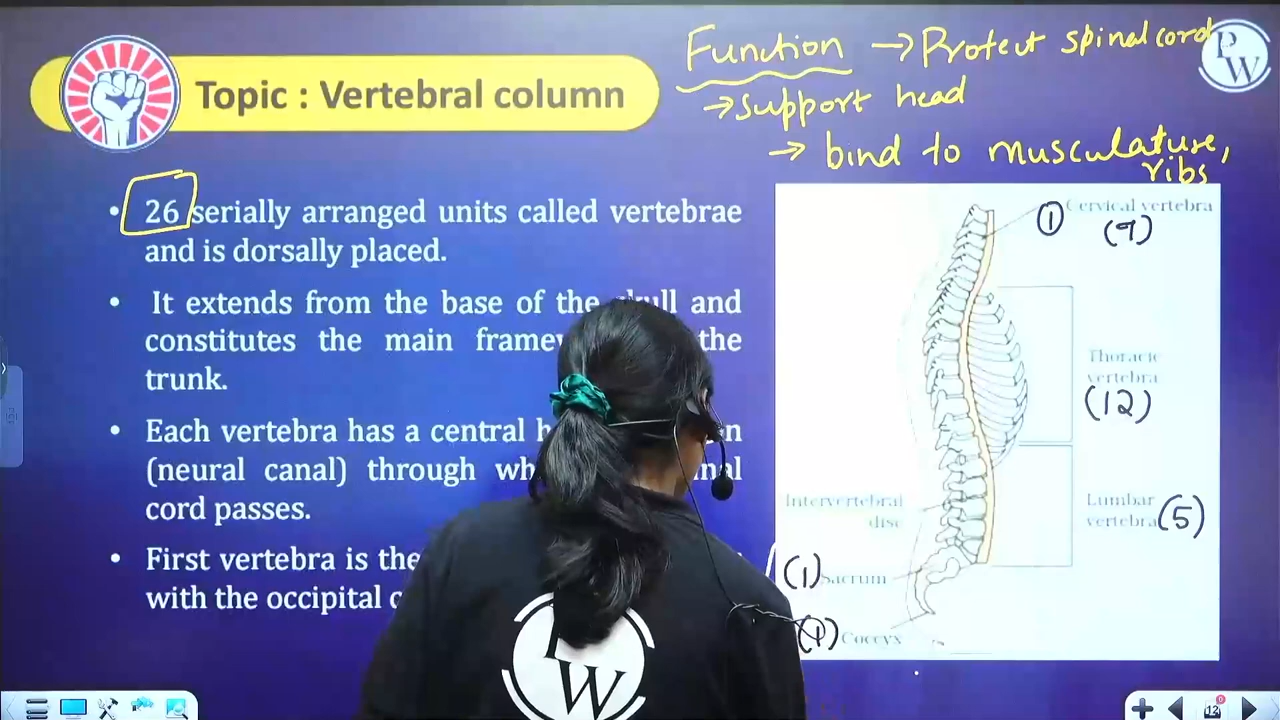 Function → Protect spinal cord
P W
Topic : Vertebral column
→ support head
→ bind to musculature,
ribs
• 26 serially arranged units called vertebrae
and is dorsally placed.
• It extends from the base of the skull and
constitutes the main the
trunk.
• Each vertebra has a central
(neural canal) through
cord passes.
• First vertebra is the
with the occipital
Cervical vertebra
① (7)
Thoracic
vertebra
(12)
Intervertebral
disc
Lumbar
vertebra (5)
(1) Sacrum
(1) Coccyx
P W
12